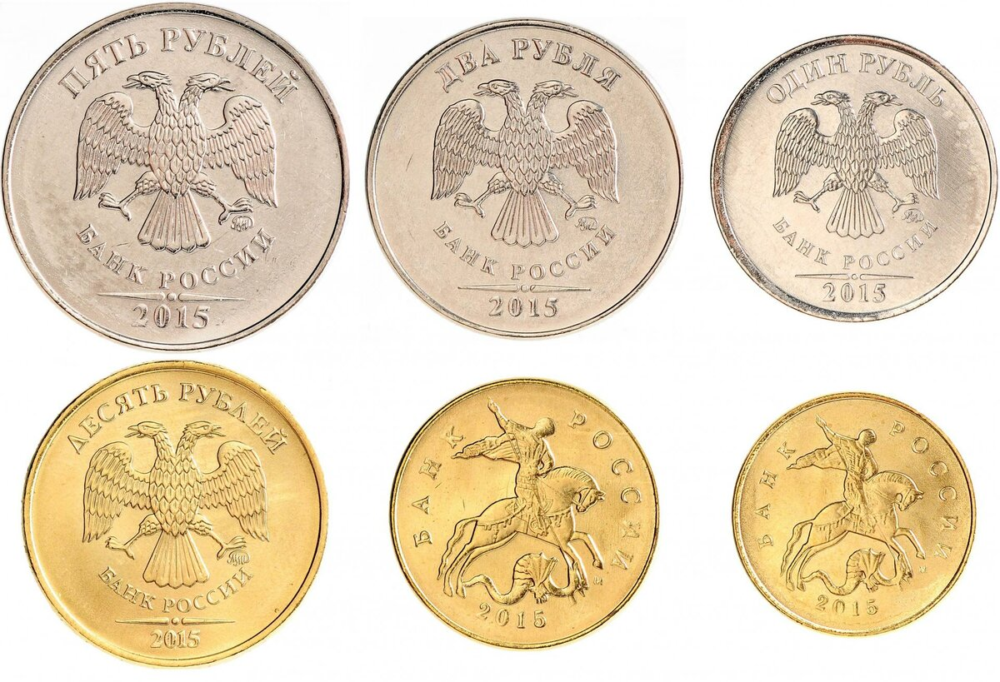 ПЯТЬ РУБЛЕЙ
БАНК РОССИИ
2015
ДВА РУБЛЯ
БАНК РОССИИ
2015
ОДИН РУБЛЬ
БАНК РОССИИ
2015
ДЕСЯТЬ РУБЛЕЙ
БАНК РОССИИ
2015
БАНК РОССИИ
2015
БАНК РОССИИ
2015